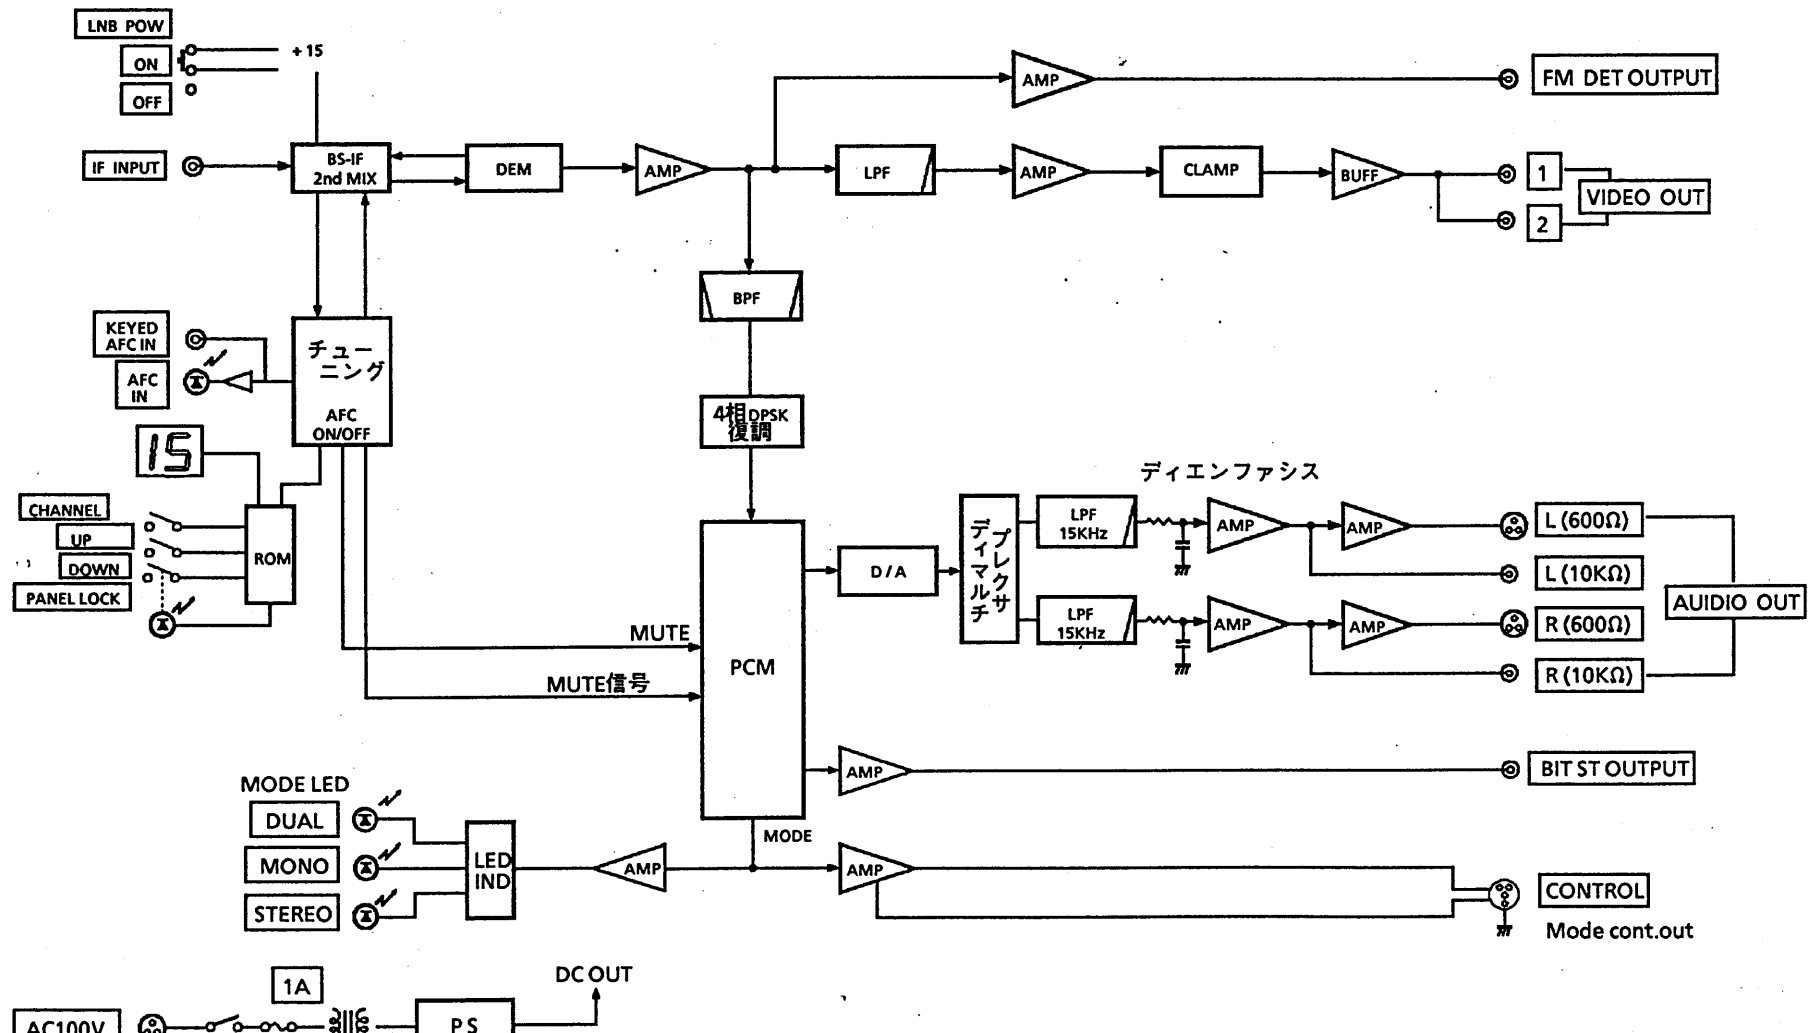 LNB POW
ON
OFF
+15
IF INPUT
BS-IF
2nd MIX
DEM
AMP
AMP
FM DET OUTPUT
LPF
AMP
CLAMP
BUFF
1
2
VIDEO OUT
BPF
KEYED
AFC IN
AFC
IN
チュー
ニング
AFC
ON/OFF
4相DPSK
復調
15
CHANNEL
UP
DOWN
PANEL LOCK
ROM
MUTE
MUTE信号
PCM
D/A
ディマルチ
プレクサ
ディエンファシス
LPF
15KHz
AMP
AMP
L (600Ω)
L (10KΩ)
LPF
15KHz
AMP
AMP
R (600Ω)
R (10KΩ)
AUIDIO OUT
AMP
BIT ST OUTPUT
MODE LED
DUAL
MONO
STEREO
LED
IND
AMP
MODE
AMP
CONTROL
Mode cont.out
1A
DC OUT
AC100V
P S